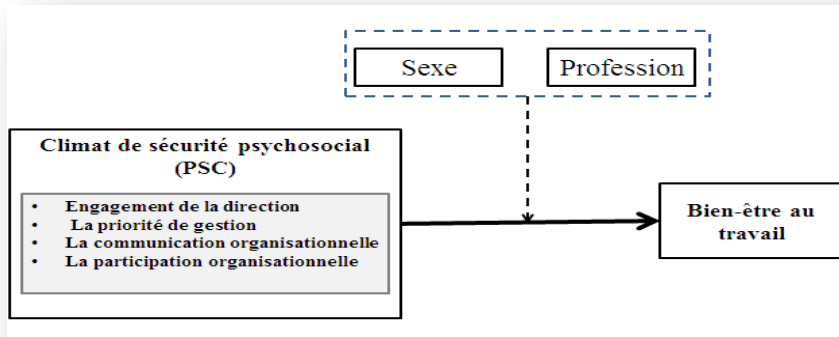 Sexe
Profession
Climat de sécurité psychosocial
(PSC)
• Engagement de la direction
• La priorité de gestion
• La communication organisationnelle
• La participation organisationnelle
Bien-être au
travail